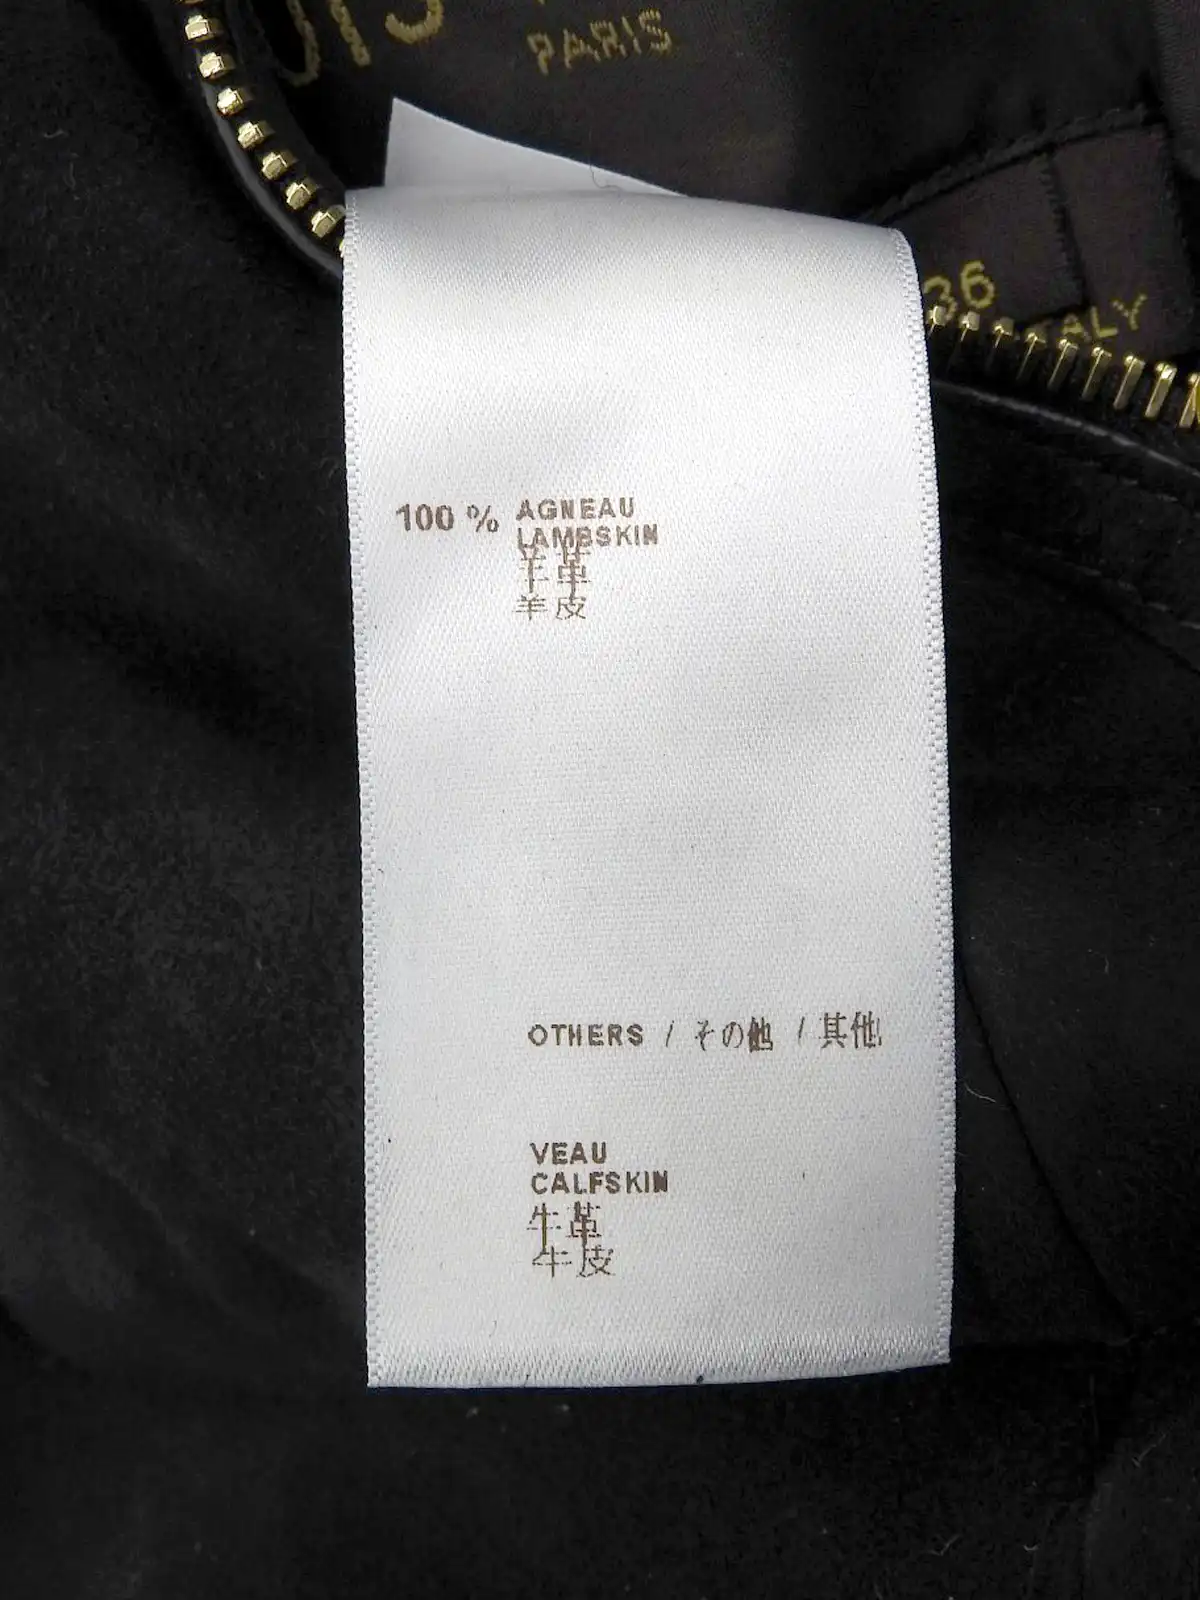 PARIS
36
100 % AGNEAU
LAMBSKIN
羊革
羊皮
OTHERS / その他 / 其他
VEAU
CALFSKIN
牛革
牛皮